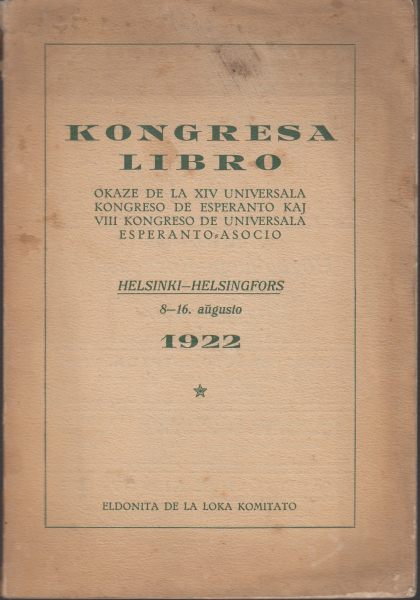 KONGRESA
LIBRO
OKAZE DE LA XIV UNIVERSALA
KONGRESO DE ESPERANTO KAJ
VIII KONGRESO DE UNIVERSALA
ESPERANTO-ASOCIO
HELSINKI—HELSINGFORS
8—16. aŭgusto
1922
ELDONITA DE LA LOKA KOMITATO